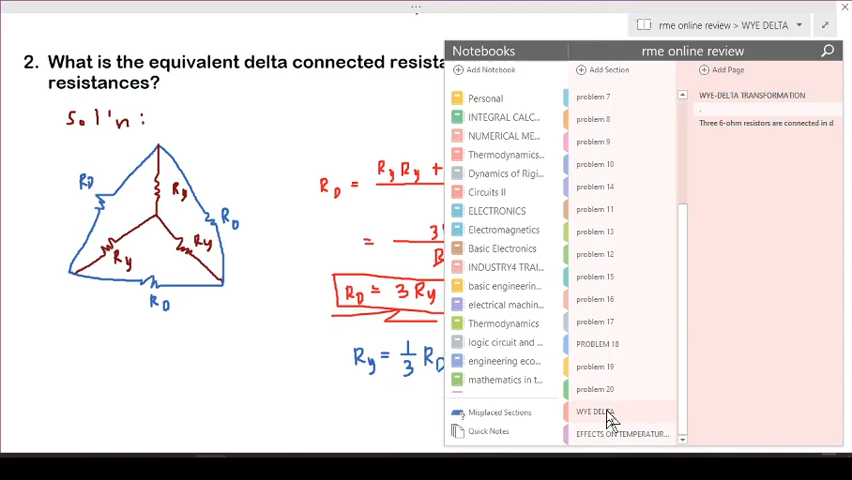 rme online review > WYE DELTA
2. What is the equivalent delta connected resista
resistances?
Sol'n:
RD
Ry
RD
Ry
Ry
RD
RD = RyRy +
= 3
R
RD = 3Ry
Ry = 1/3 RD
Notebooks
Add Notebook
Personal
INTEGRAL CALC...
NUMERICAL ME...
Thermodynamics...
Dynamics of Rigi...
Circuits II
ELECTRONICS
Electromagnetics
Basic Electronics
INDUSTRY4 TRAI...
basic engineerin...
electrical machin...
Thermodynamics
logic circuit and ...
engineering eco...
mathematics in t...
Misplaced Sections
Quick Notes
rme online review
Add Section
problem 7
problem 8
problem 9
problem 10
problem 14
problem 11
problem 13
problem 12
problem 15
problem 16
problem 17
PROBLEM 18
problem 19
problem 20
WYE DELTA
EFFECTS ON TEMPERATUR...
Add Page
WYE-DELTA TRANSFORMATION
.
Three 6-ohm resistors are connected in d